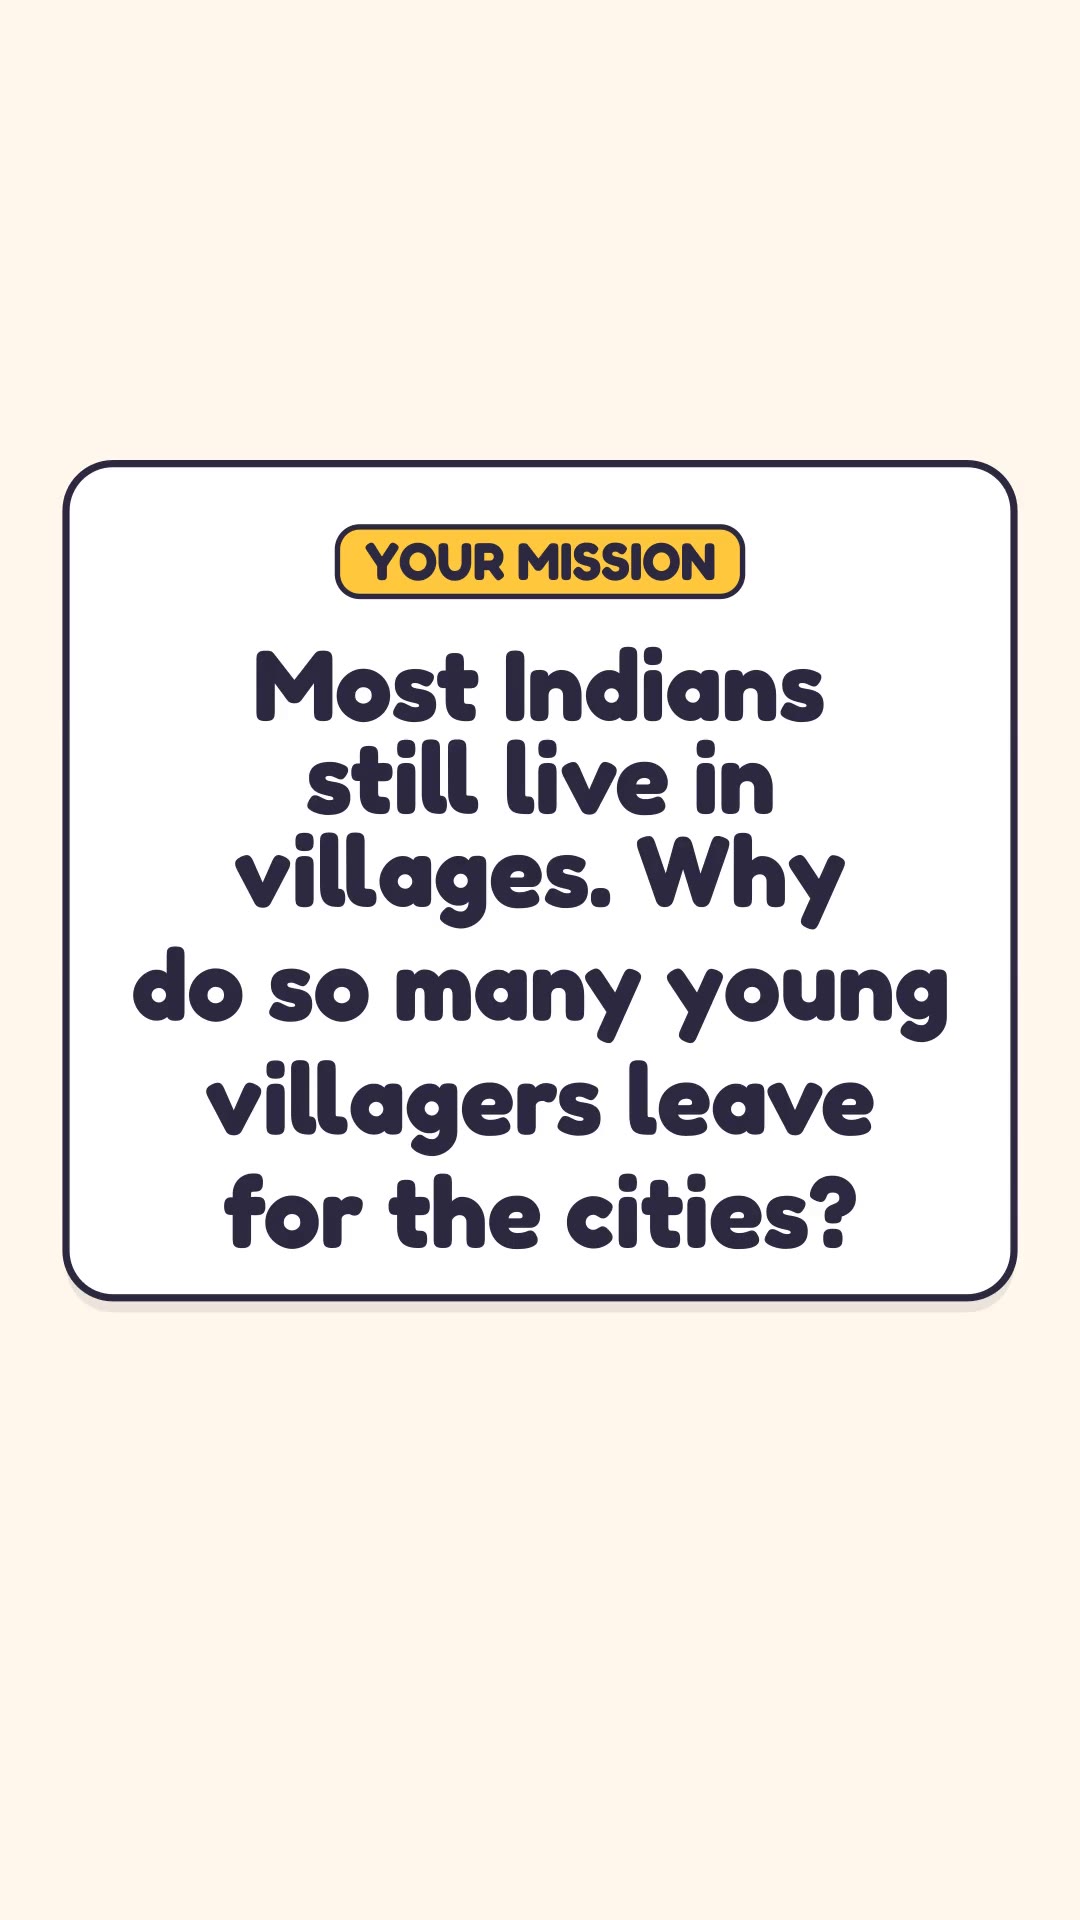 YOUR MISSION
Most Indians
still live in
villages. Why
do so many young
villagers leave
for the cities?